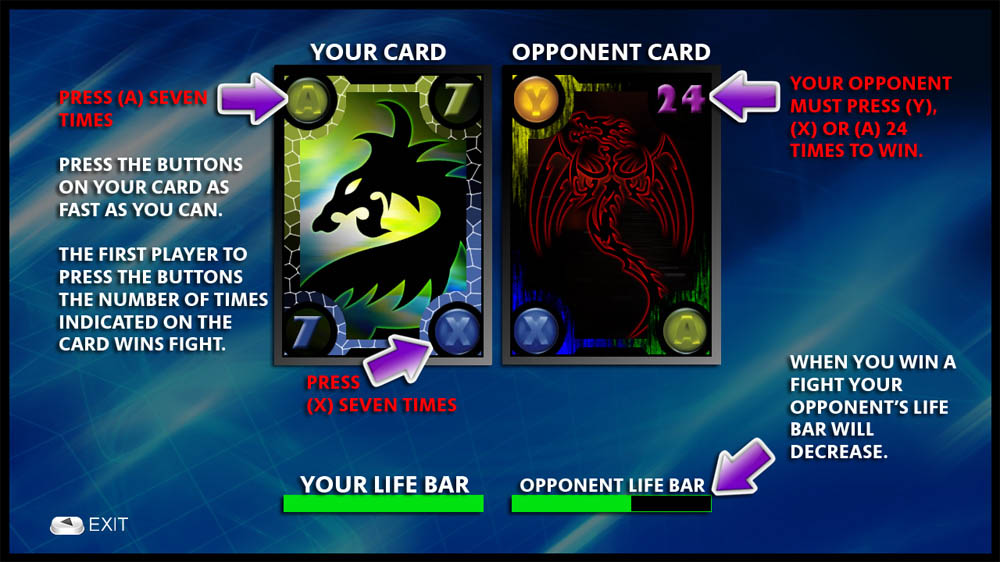 YOUR CARD
OPPONENT CARD
PRESS (A) SEVEN
TIMES
A
7
Y
24
YOUR OPPONENT
MUST PRESS (Y),
(X) OR (A) 24
TIMES TO WIN.
PRESS THE BUTTONS
ON YOUR CARD AS
FAST AS YOU CAN.
THE FIRST PLAYER TO
PRESS THE BUTTONS
THE NUMBER OF TIMES
INDICATED ON THE
CARD WINS FIGHT.
7
X
X
A
PRESS
(X) SEVEN TIMES
WHEN YOU WIN A
FIGHT YOUR
OPPONENT'S LIFE
BAR WILL
DECREASE.
YOUR LIFE BAR
OPPONENT LIFE BAR
EXIT